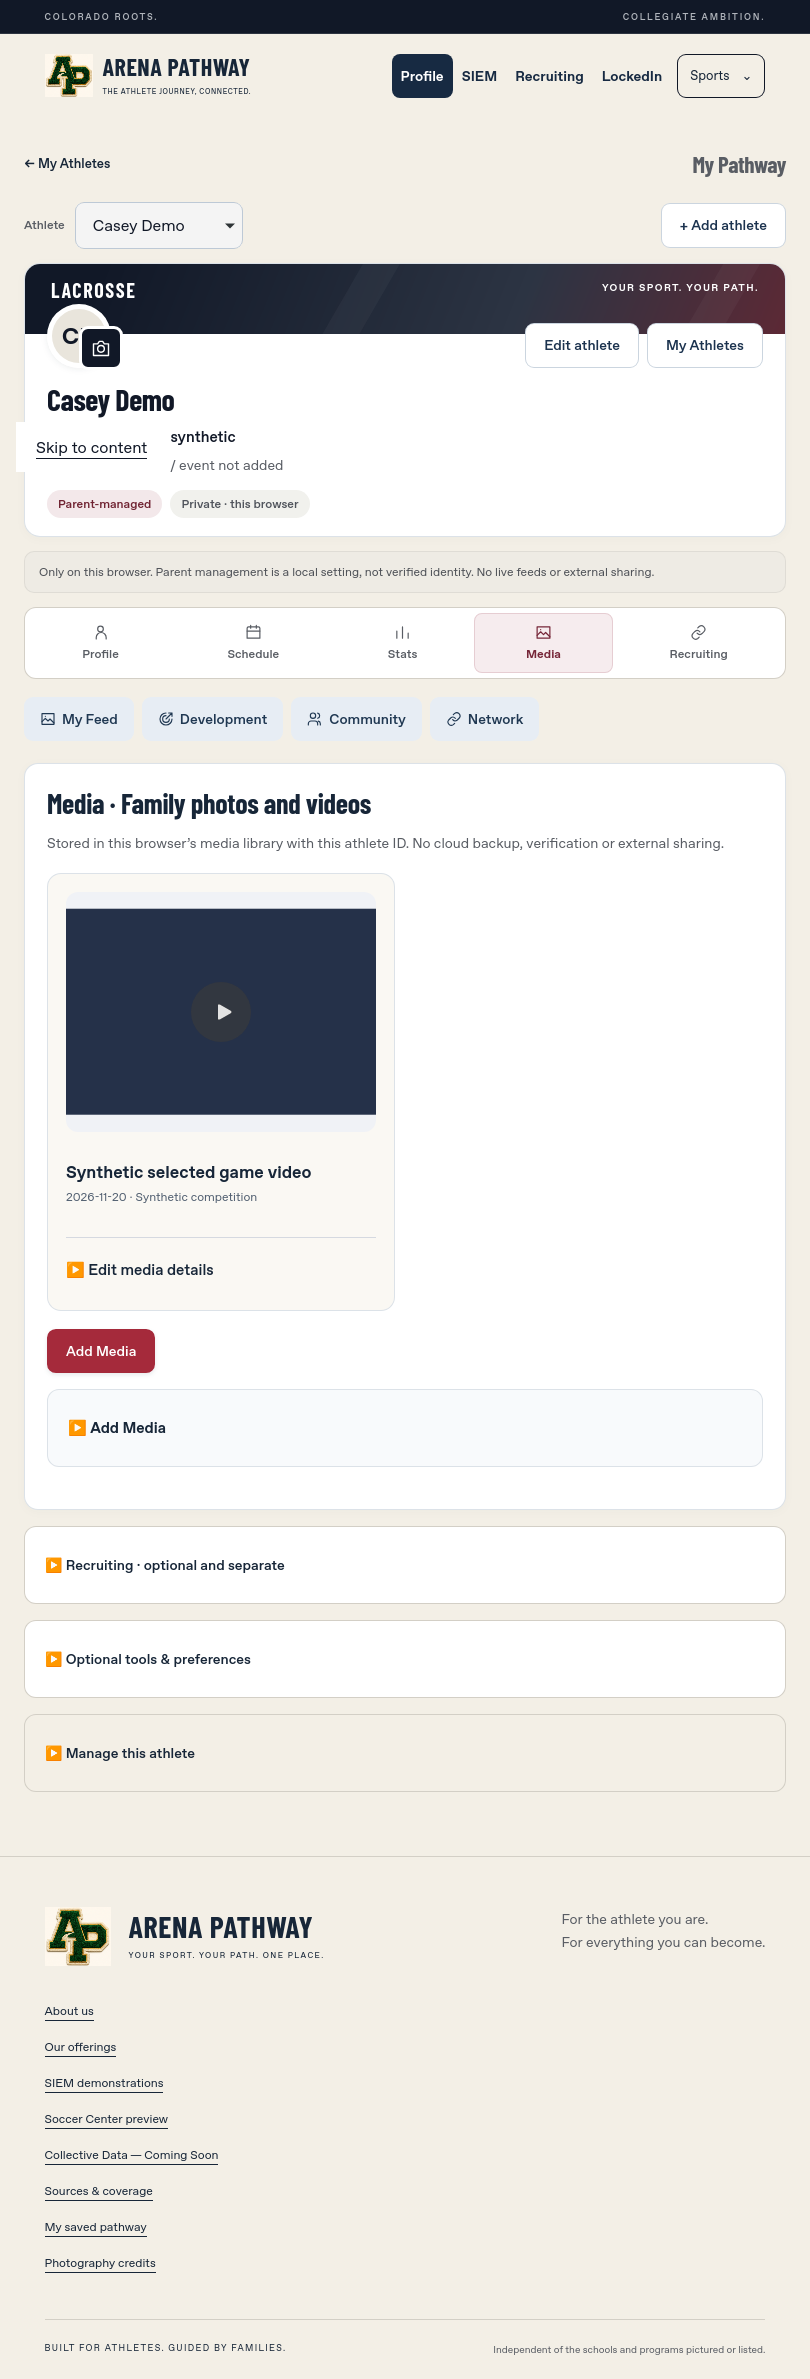 COLORADO ROOTS.
COLLEGIATE AMBITION.
ARENA PATHWAY
THE ATHLETE JOURNEY, CONNECTED.
Profile
SIEM
Recruiting
LockedIn
Sports
← My Athletes
My Pathway
Athlete
Casey Demo
+ Add athlete
LACROSSE
YOUR SPORT. YOUR PATH.
C
Edit athlete
My Athletes
Casey Demo
Skip to content
synthetic
/ event not added
Parent-managed
Private · this browser
Only on this browser. Parent management is a local setting, not verified identity. No live feeds or external sharing.
Profile
Schedule
Stats
Media
Recruiting
My Feed
Development
Community
Network
Media · Family photos and videos
Stored in this browser’s media library with this athlete ID. No cloud backup, verification or external sharing.
Synthetic selected game video
2026-11-20 · Synthetic competition
▶️ Edit media details
Add Media
▶️ Add Media
▶️ Recruiting · optional and separate
▶️ Optional tools & preferences
▶️ Manage this athlete
AP
ARENA PATHWAY
YOUR SPORT. YOUR PATH. ONE PLACE.
For the athlete you are.
For everything you can become.
About us
Our offerings
SIEM demonstrations
Soccer Center preview
Collective Data — Coming Soon
Sources & coverage
My saved pathway
Photography credits
BUILT FOR ATHLETES. GUIDED BY FAMILIES.
Independent of the schools and programs pictured or listed.